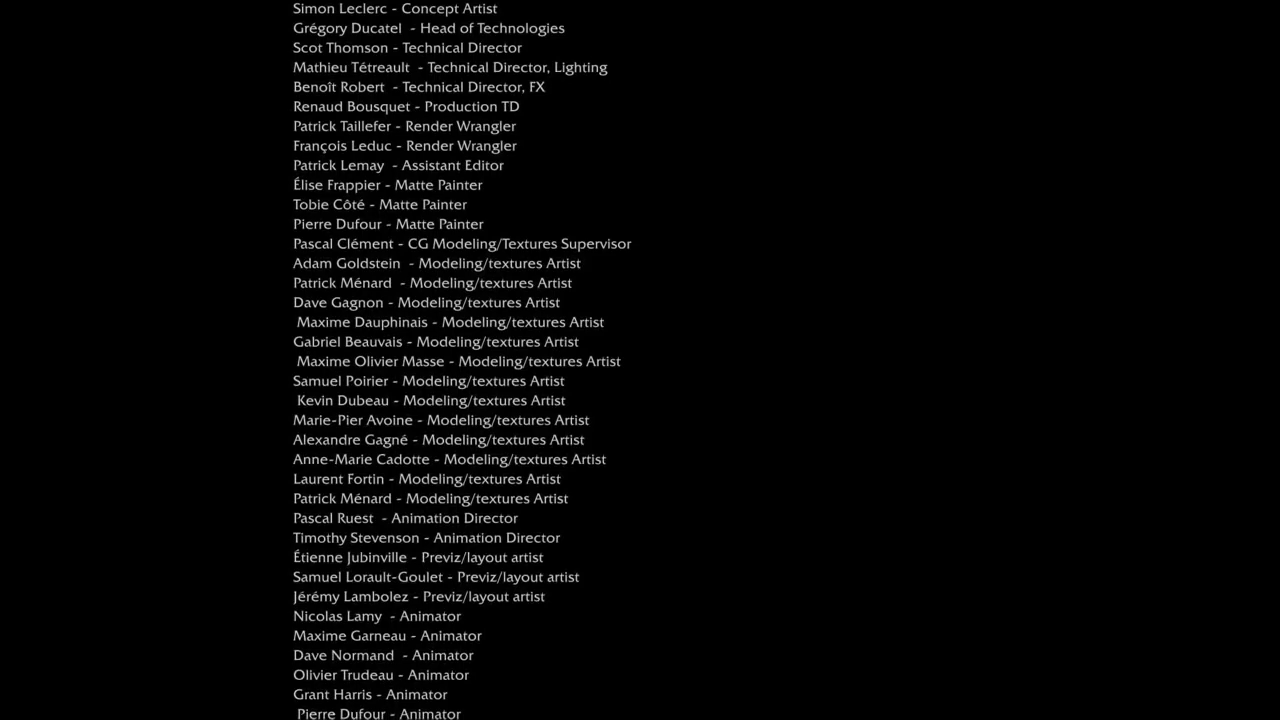 Simon Leclerc - Concept Artist
Grégory Ducatel - Head of Technologies
Scot Thomson - Technical Director
Mathieu Tétreault - Technical Director, Lighting
Benoît Robert - Technical Director, FX
Renaud Bousquet - Production TD
Patrick Taillefer - Render Wrangler
François Leduc - Render Wrangler
Patrick Lemay - Assistant Editor
Élise Frappier - Matte Painter
Tobie Côté - Matte Painter
Pierre Dufour - Matte Painter
Pascal Clément - CG Modeling/Textures Supervisor
Adam Goldstein - Modeling/textures Artist
Patrick Ménard - Modeling/textures Artist
Dave Gagnon - Modeling/textures Artist
Maxime Dauphinais - Modeling/textures Artist
Gabriel Beauvais - Modeling/textures Artist
Maxime Olivier Masse - Modeling/textures Artist
Samuel Poirier - Modeling/textures Artist
Kevin Dubeau - Modeling/textures Artist
Marie-Pier Avoine - Modeling/textures Artist
Alexandre Gagné - Modeling/textures Artist
Anne-Marie Cadotte - Modeling/textures Artist
Laurent Fortin - Modeling/textures Artist
Patrick Ménard - Modeling/textures Artist
Pascal Ruest - Animation Director
Timothy Stevenson - Animation Director
Étienne Jubinville - Previz/layout artist
Samuel Lorault-Goulet - Previz/layout artist
Jérémy Lambolez - Previz/layout artist
Nicolas Lamy - Animator
Maxime Garneau - Animator
Dave Normand - Animator
Olivier Trudeau - Animator
Grant Harris - Animator
Pierre Dufour - Animator